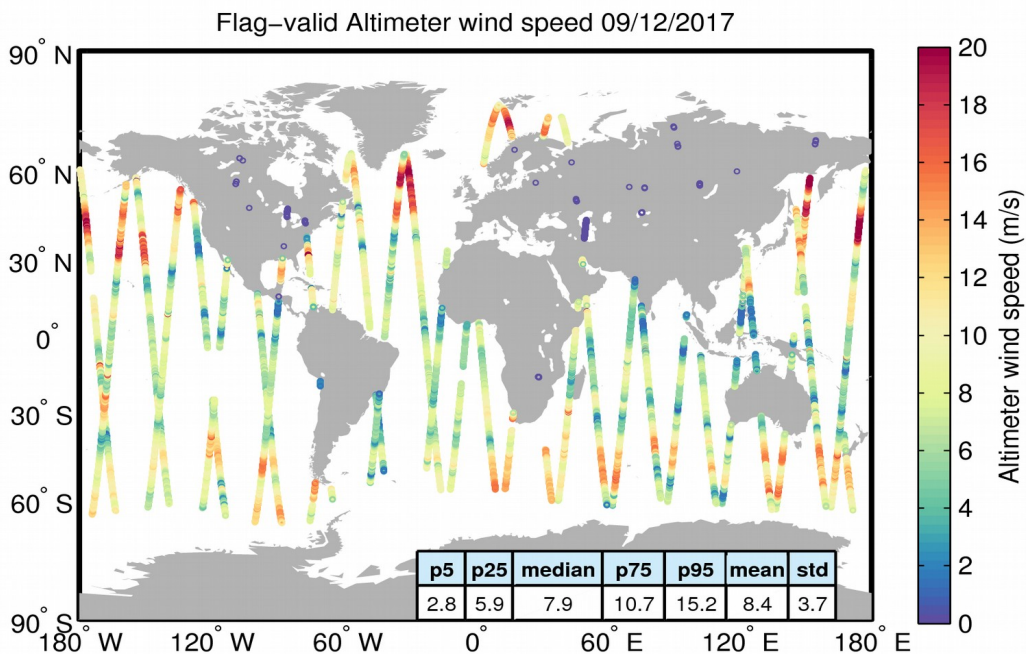 Flag−valid Altimeter wind speed 09/12/2017
90° N
60° N
30° N
0°
30° S
60° S
90° S
180° W
120° W
60° W
0°
60° E
120° E
180° E
p5 p25 median p75 p95 mean std
2.8 5.9 7.9 10.7 15.2 8.4 3.7
20
18
16
14
12
10
8
6
4
2
0
Altimeter wind speed (m/s)